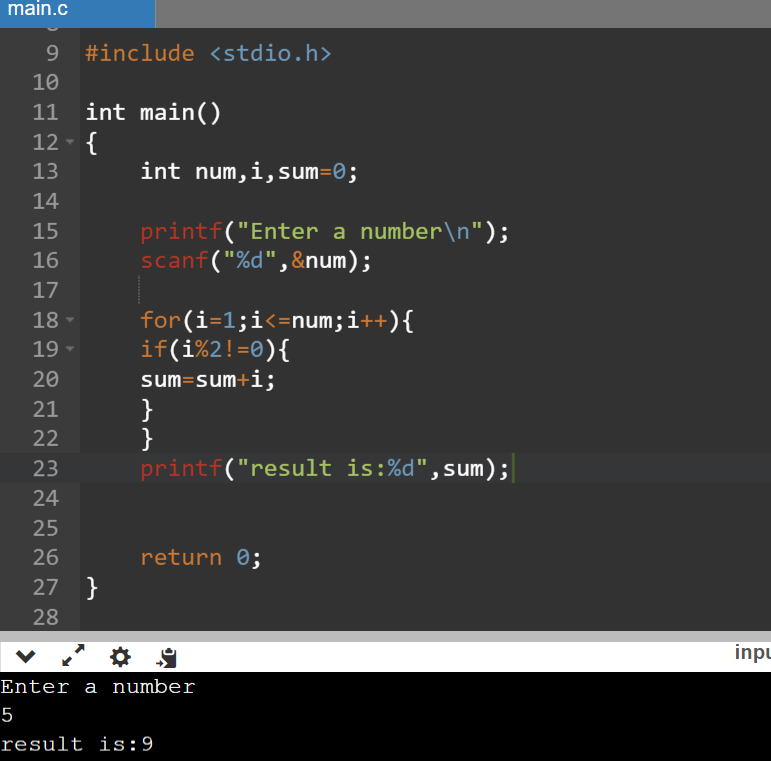 main.c
9 #include <stdio.h>
10
11 int main()
12 {
13 int num,i,sum=0;
14
15 printf("Enter a number\n");
16 scanf("%d",&num);
17
18 for(i=1;i<=num;i++){
19 if(i%2!=0){
20 sum=sum+i;
21 }
22 }
23 printf("result is:%d",sum);
24
25
26 return 0;
27 }
28
Enter a number
5
result is:9